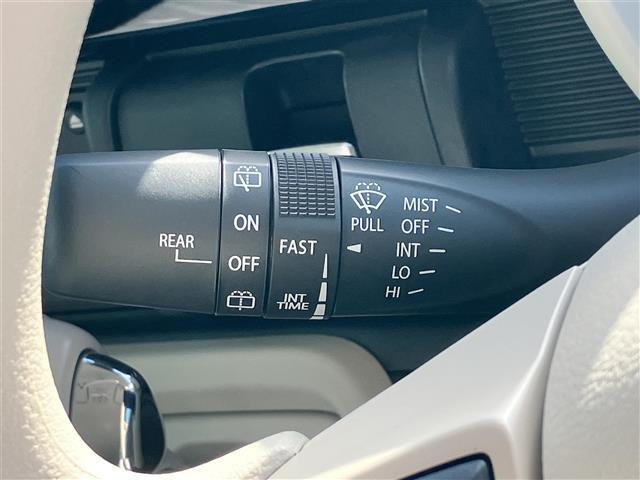 REAR
ON
OFF
FAST
INT
TIME
PULL
MIST
OFF
INT
LO
HI